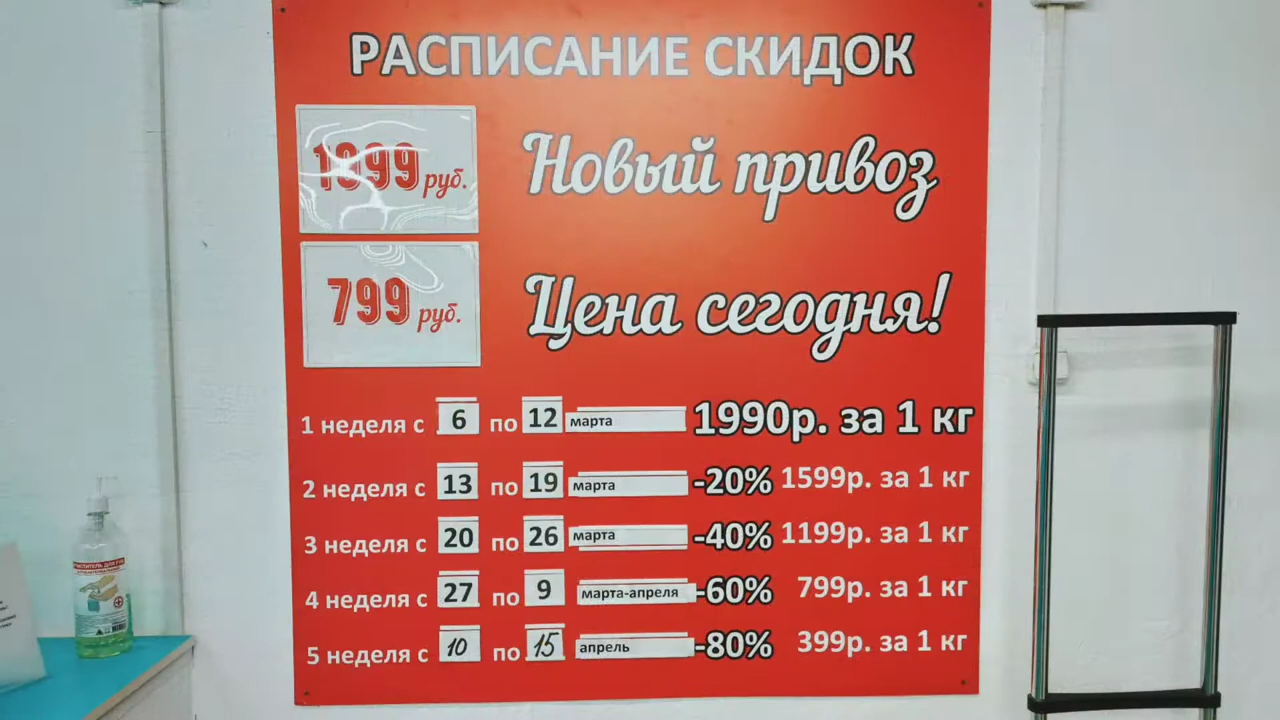 РАСПИСАНИЕ СКИДОК
руб.
Новый привоз
799 руб.
Цена сегодня!
1 неделя с 6 по 12 марта 1990р. за 1 кг
2 неделя с 13 по 19 марта -20% 1599р. за 1 кг
3 неделя с 20 по 26 марта -40% 1199р. за 1 кг
4 неделя с 27 по 9 марта-апреля -60% 799р. за 1 кг
5 неделя с 10 по 15 апрель -80% 399р. за 1 кг